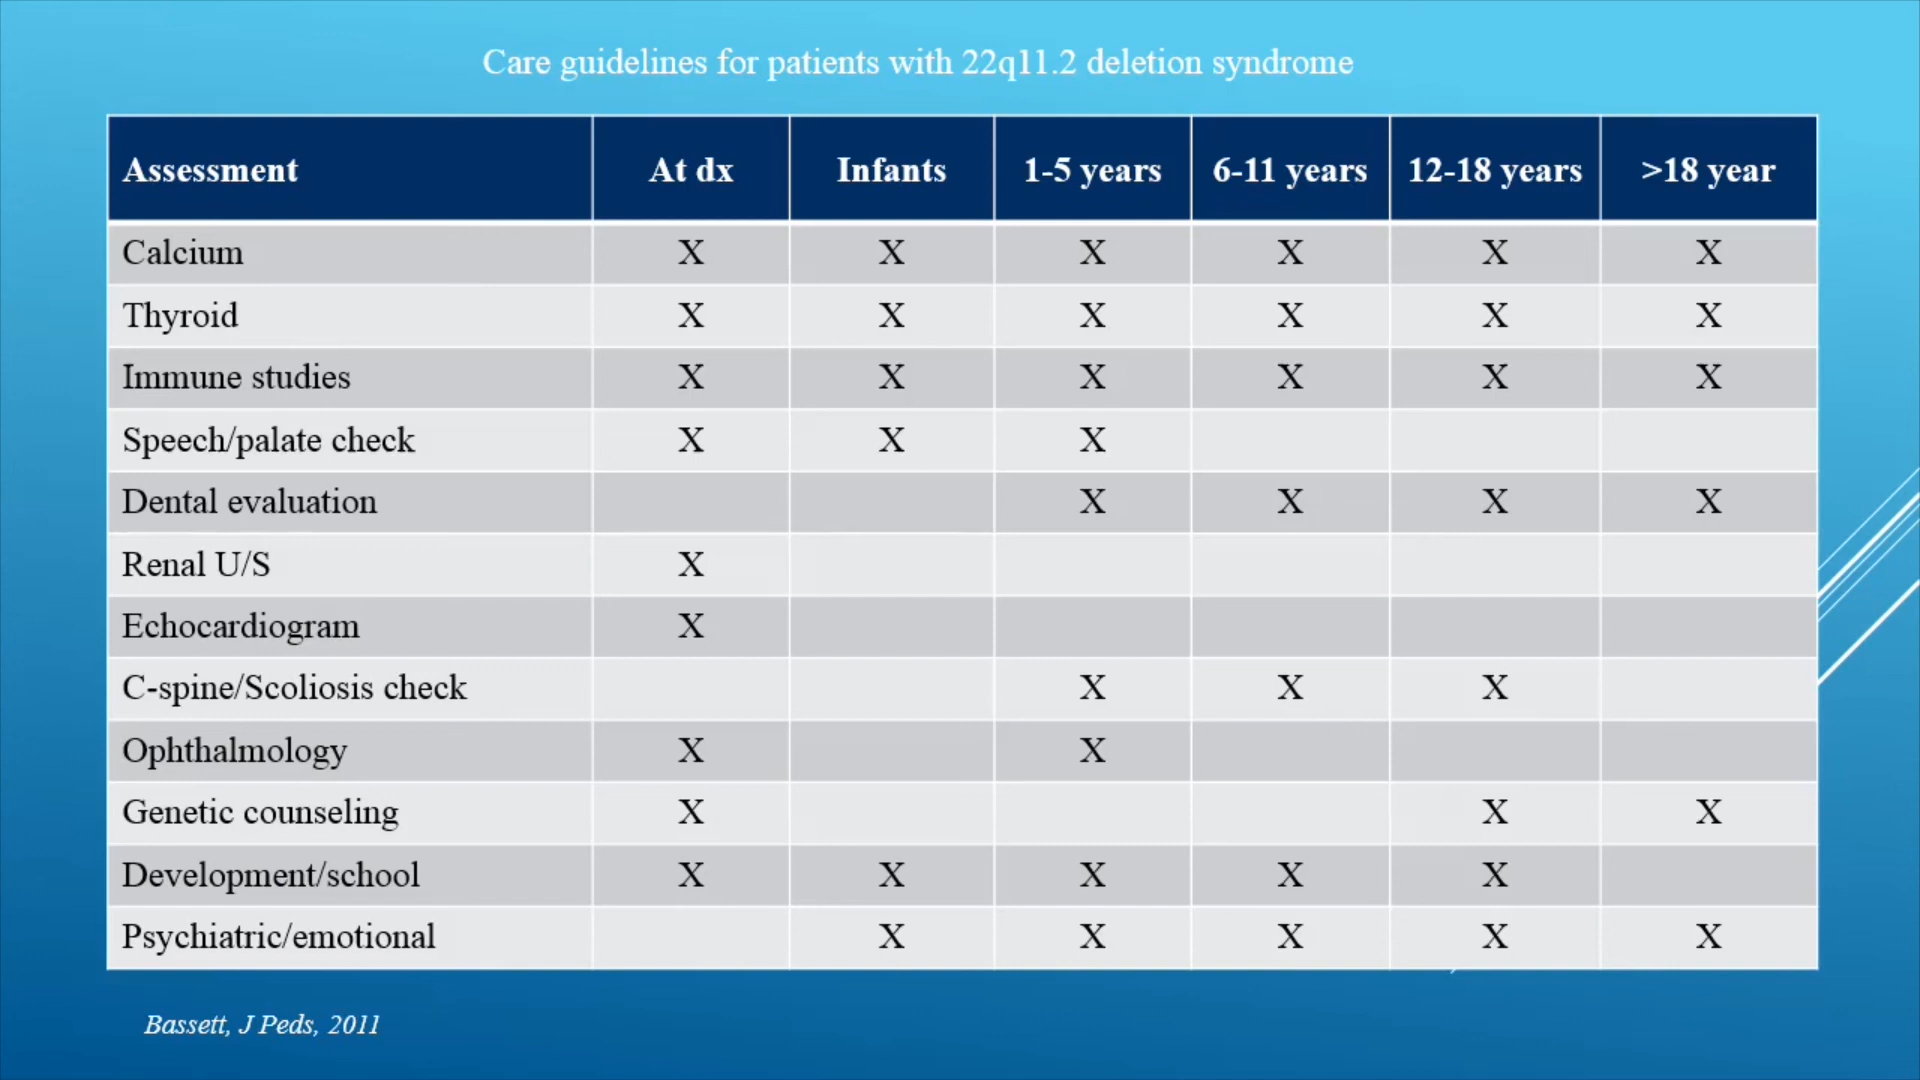 Care guidelines for patients with 22q11.2 deletion syndrome
Assessment At dx Infants 1-5 years 6-11 years 12-18 years >18 year
Calcium X X X X X X
Thyroid X X X X X X
Immune studies X X X X X X
Speech/palate check X X X
Dental evaluation X X X X
Renal U/S X
Echocardiogram X
C-spine/Scoliosis check X X X
Ophthalmology X X
Genetic counseling X X X
Development/school X X X X X
Psychiatric/emotional X X X X X
Bassett, J Peds, 2011